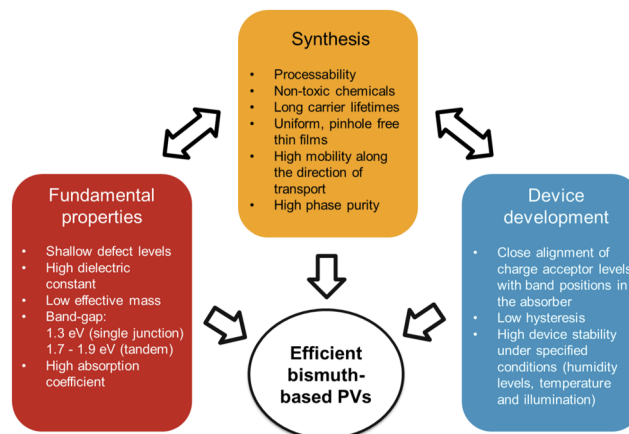 Synthesis
• Processability
• Non-toxic chemicals
• Long carrier lifetimes
• Uniform, pinhole free
thin films
• High mobility along
the direction of
transport
• High phase purity
Fundamental
properties
• Shallow defect levels
• High dielectric
constant
• Low effective mass
• Band-gap:
1.3 eV (single junction)
1.7 - 1.9 eV (tandem)
• High absorption
coefficient
Device
development
• Close alignment of
charge acceptor levels
with band positions in
the absorber
• Low hysteresis
• High device stability
under specified
conditions (humidity
levels, temperature
and illumination)
Efficient
bismuth-
based PVs